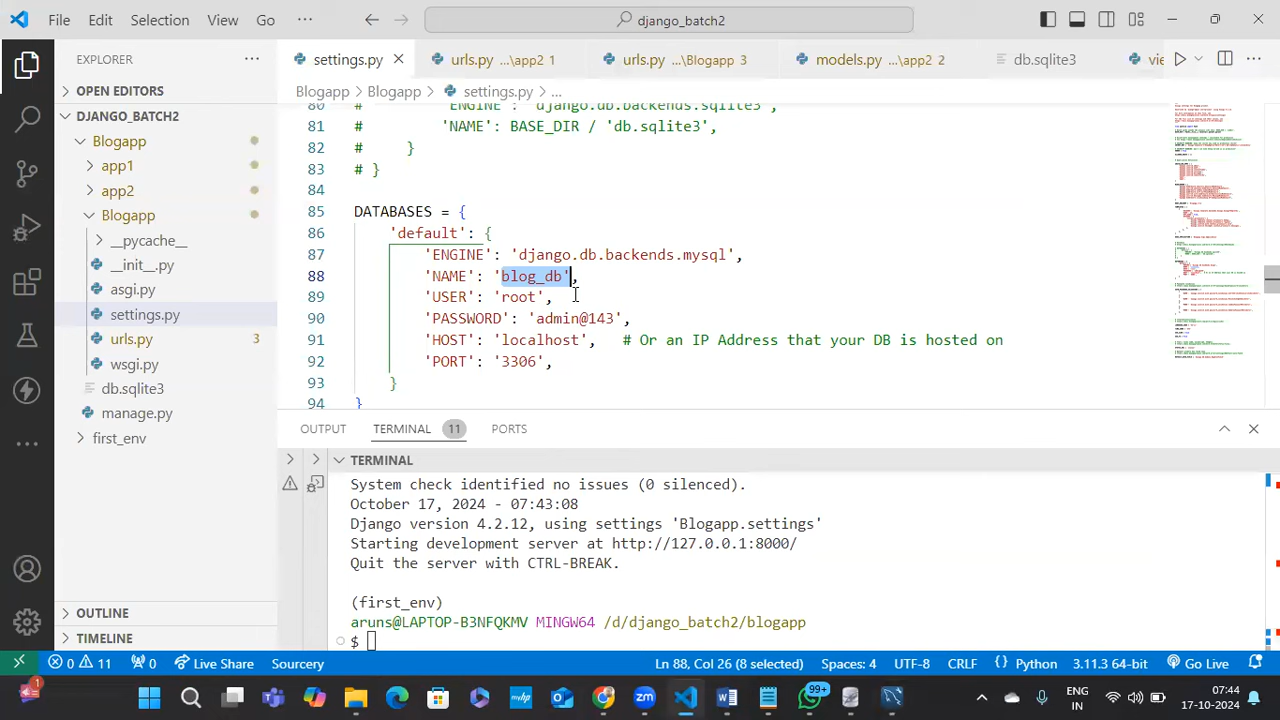 File Edit Selection View Go ··· django_batch2
EXPLORER ···
settings.py urls.py ...\app2 1 urls.py ...\Blogapp 3 models.py ...\app2 2 db.sqlite3
OPEN EDITORS
DJANGO_BATCH2
Blogapp
app2
Blogapp
__pycache__
__init__.py
asgi.py
settings.py
urls.py 3
wsgi.py
db.sqlite3
manage.py
first_env
OUTLINE
TIMELINE
Blogapp > Blogapp > settings.py > ...
80 # 'ENGINE': 'django.db.backends.sqlite3',
81 # 'NAME': BASE_DIR / 'db.sqlite3',
82 # }
83 # }
84
85 DATABASES = {
86 'default': {
87 'ENGINE': 'django.db.backends.mysql',
88 'NAME': 'blog_db',
89 'USER': 'root',
90
91 'HOST': 'localhost', # Or an IP Address that your DB is hosted on
92 'PORT': '3306',
93 }
94 }
OUTPUT TERMINAL 11 PORTS
TERMINAL
System check identified no issues (0 silenced).
October 17, 2024 - 07:43:08
Django version 4.2.12, using settings 'Blogapp.settings'
Starting development server at http://127.0.0.1:8000/
Quit the server with CTRL-BREAK.
(first_env)
aruns@LAPTOP-B3NFQKMV MINGW64 /d/django_batch2/blogapp
$
0 11 0 Live Share Sourcery Ln 88, Col 26 (8 selected) Spaces: 4 UTF-8 CRLF Python 3.11.3 64-bit Go Live
1 99+ ENG
IN
07:44
17-10-2024